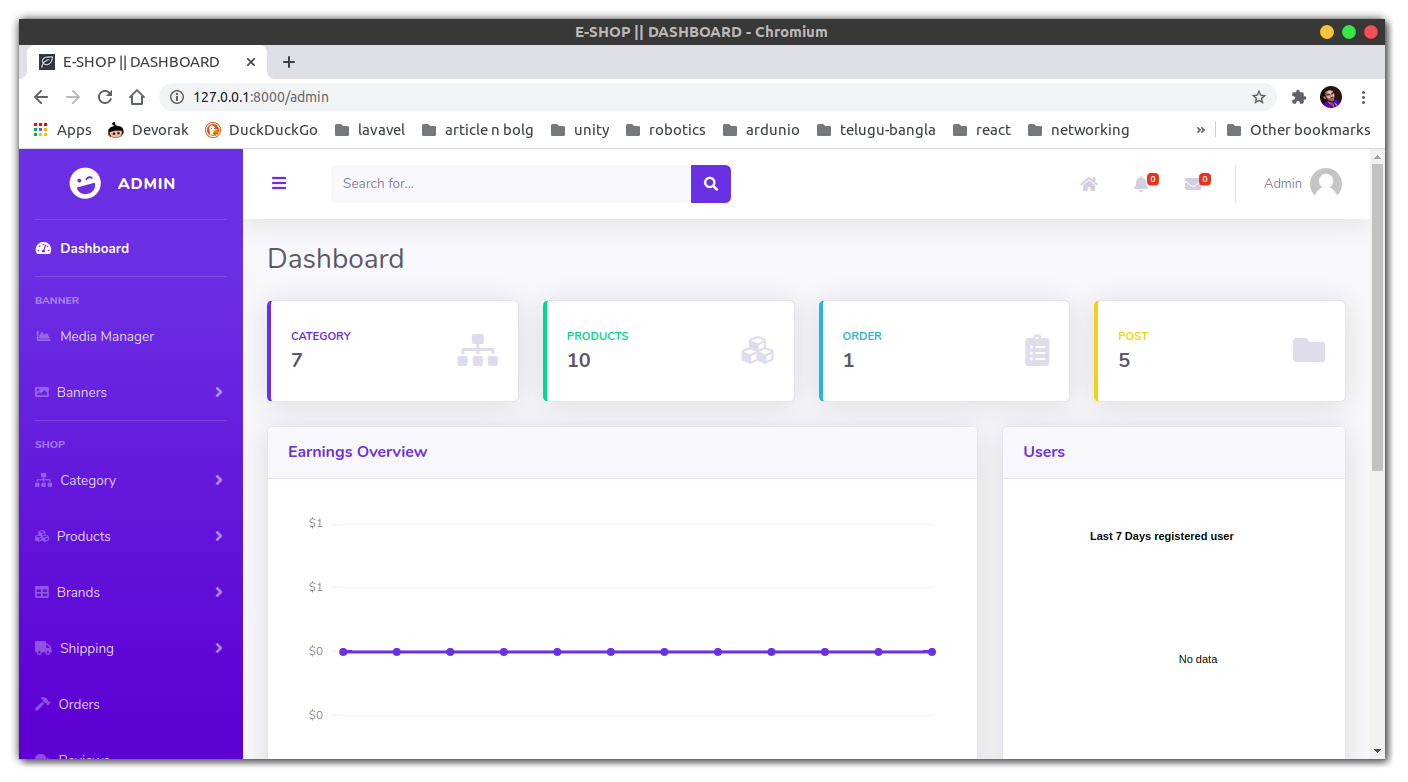 E-SHOP || DASHBOARD - Chromium
E-SHOP || DASHBOARD
127.0.0.1:8000/admin
Apps Devorak DuckDuckGo lavavel article n bolg unity robotics ardunio telugu-bangla react networking » Other bookmarks
ADMIN
Search for...
0
0
Admin
Dashboard
BANNER
Media Manager
Banners
SHOP
Category
Products
Brands
Shipping
Orders
Reviews
Dashboard
CATEGORY
7
PRODUCTS
10
ORDER
1
POST
5
Earnings Overview
$1
$1
$0
$0
Users
Last 7 Days registered user
No data